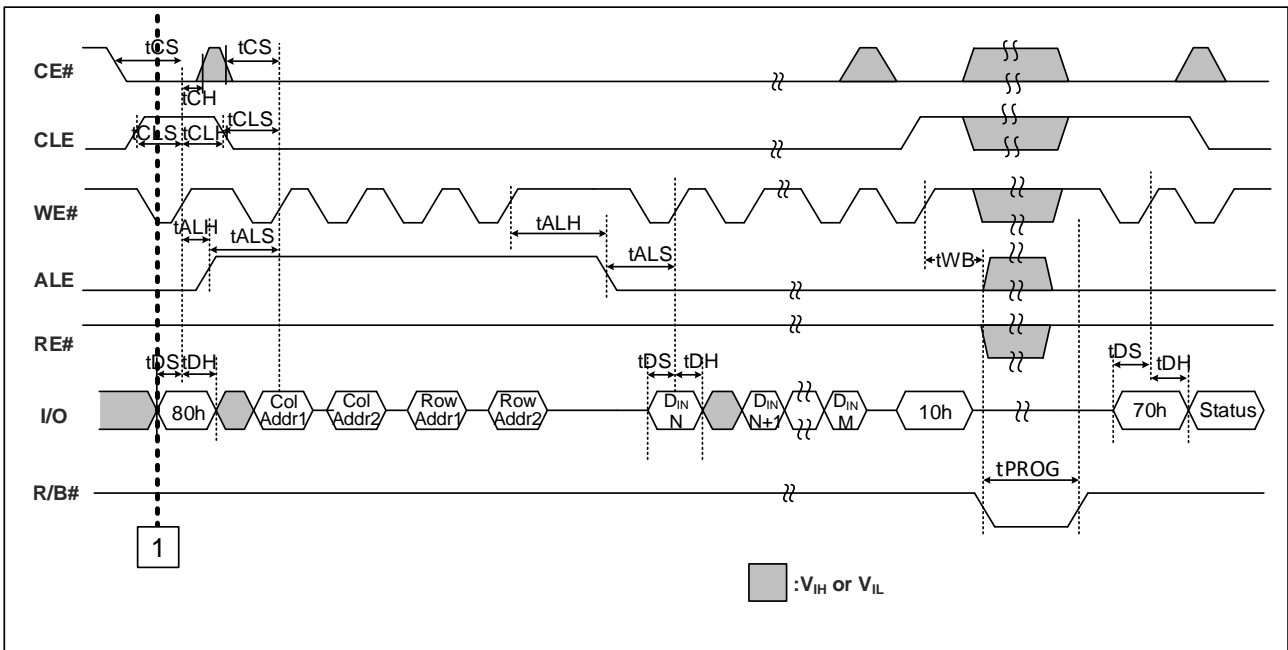 tCS
tCS
CE#
tCH
tCLS
CLE
tCLS
tCLH
WE#
tALH
tALS
tALH
tALS
ALE
tWB
RE#
tDS
tDH
tDS
tDH
tDS
tDH
I/O
80h
Col
Addr1
Col
Addr2
Row
Addr1
Row
Addr2
DIN
N
DIN
N+1
DIN
M
10h
70h
Status
tPROG
R/B#
1
:VIH or VIL